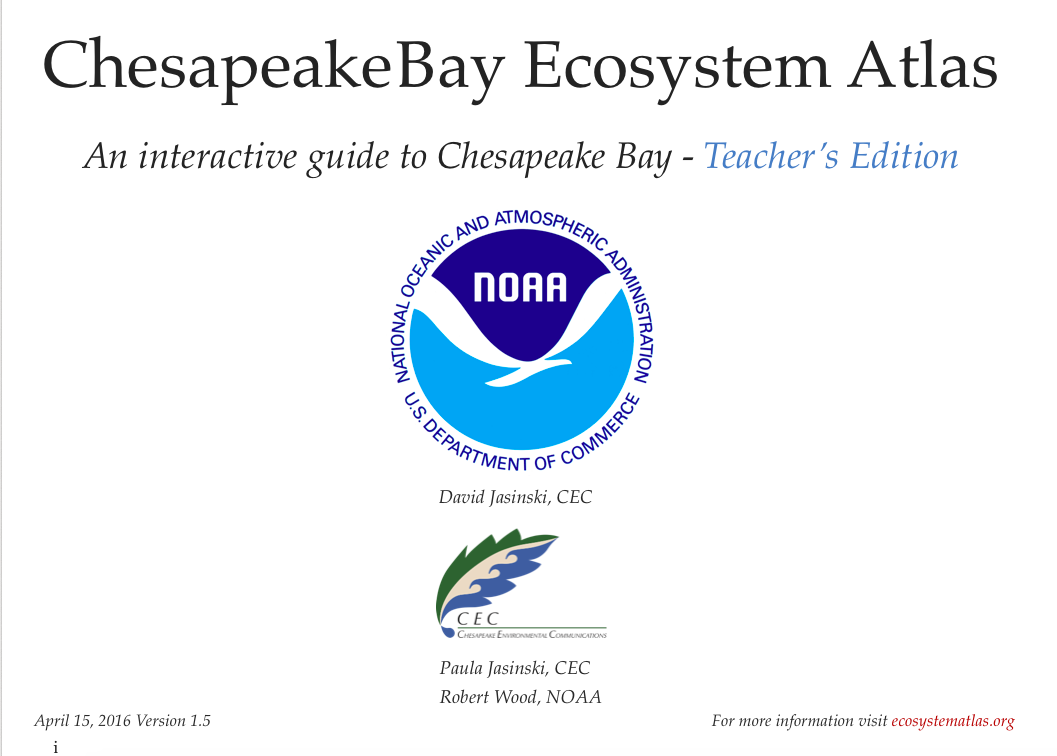 ChesapeakeBay Ecosystem Atlas
An interactive guide to Chesapeake Bay - Teacher's Edition
NATIONAL OCEANIC AND ATMOSPHERIC ADMINISTRATION
NOAA
U.S. DEPARTMENT OF COMMERCE
David Jasinski, CEC
CEC
CHESAPEAKE ENVIRONMENTAL COMMUNICATIONS
Paula Jasinski, CEC
Robert Wood, NOAA
April 15, 2016 Version 1.5
For more information visit ecosystematlas.org
i